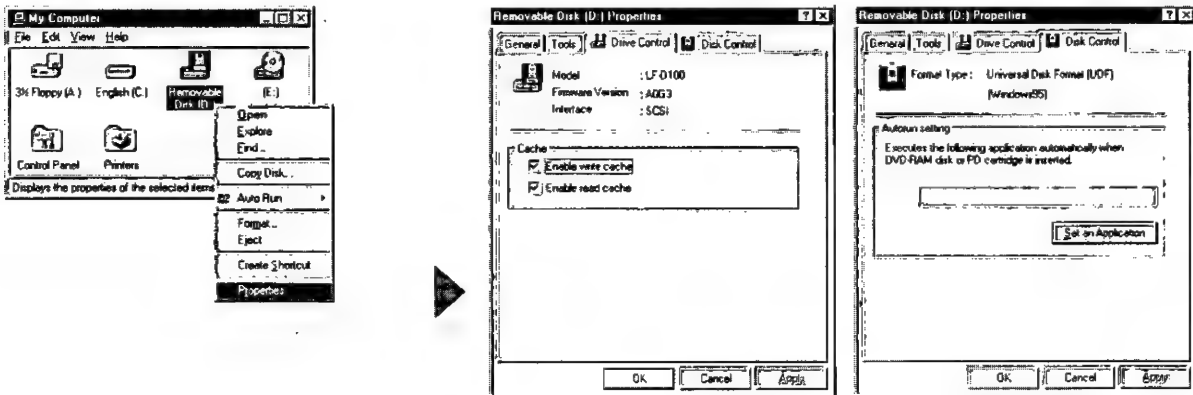 My Computer
File Edit View Help
3½ Floppy (A:)
English (C:)
Removable
Disk (D:
(E:)
Control Panel
Printers
Displays the properties of the selected items
Open
Explore
Find...
Copy Disk...
Auto Run
Format...
Eject
Create Shortcut
Properties
Removable Disk (D:) Properties
General Tools Drive Control Disk Control
Model : LF-D100
Firmware Version : A0G3
Interface : SCSI
Cache
Enable write cache
Enable read cache
OK Cancel Apply
Removable Disk (D:) Properties
General Tools Drive Control Disk Control
Format Type : Universal Disk Format (UDF)
(Windows95)
Autorun setting
Executes the following application automatically when
DVD-RAM disk or PD cartridge is inserted.
Set an Application
OK Cancel Apply